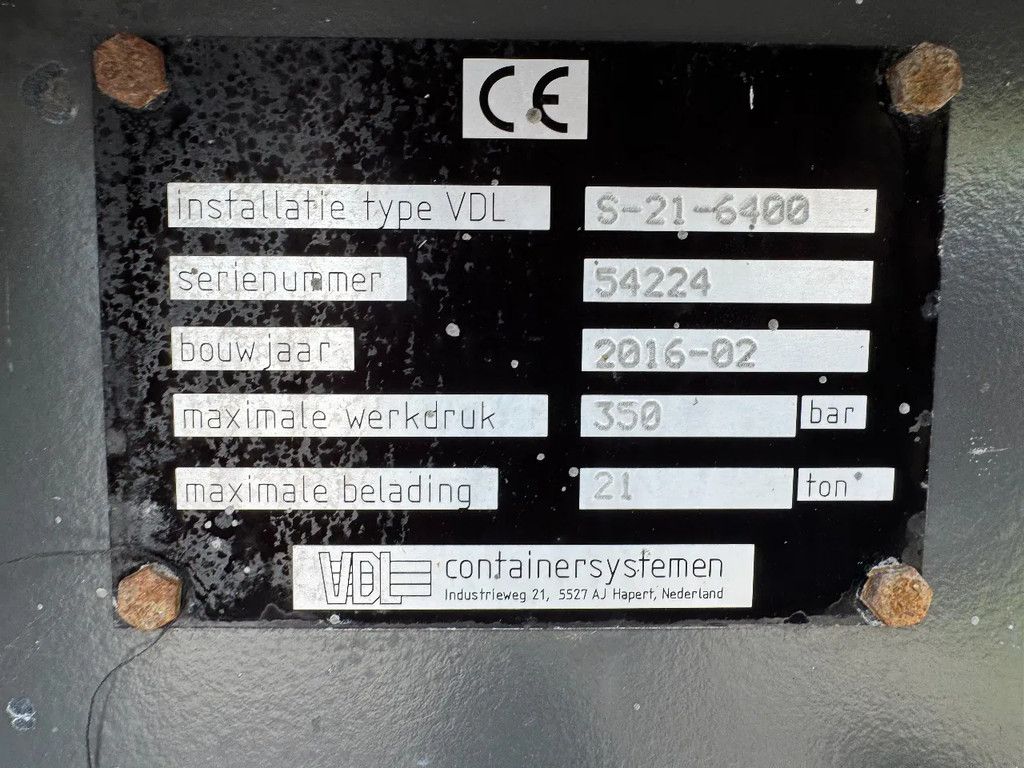 CE
installatie type VDL S-21-6400
serienummer 54224
bouwjaar 2016-02
maximale werkdruk 350 bar
maximale belading 21 ton
VDL containersystemen
Industrieweg 21, 5527 AJ Hapert, Nederland